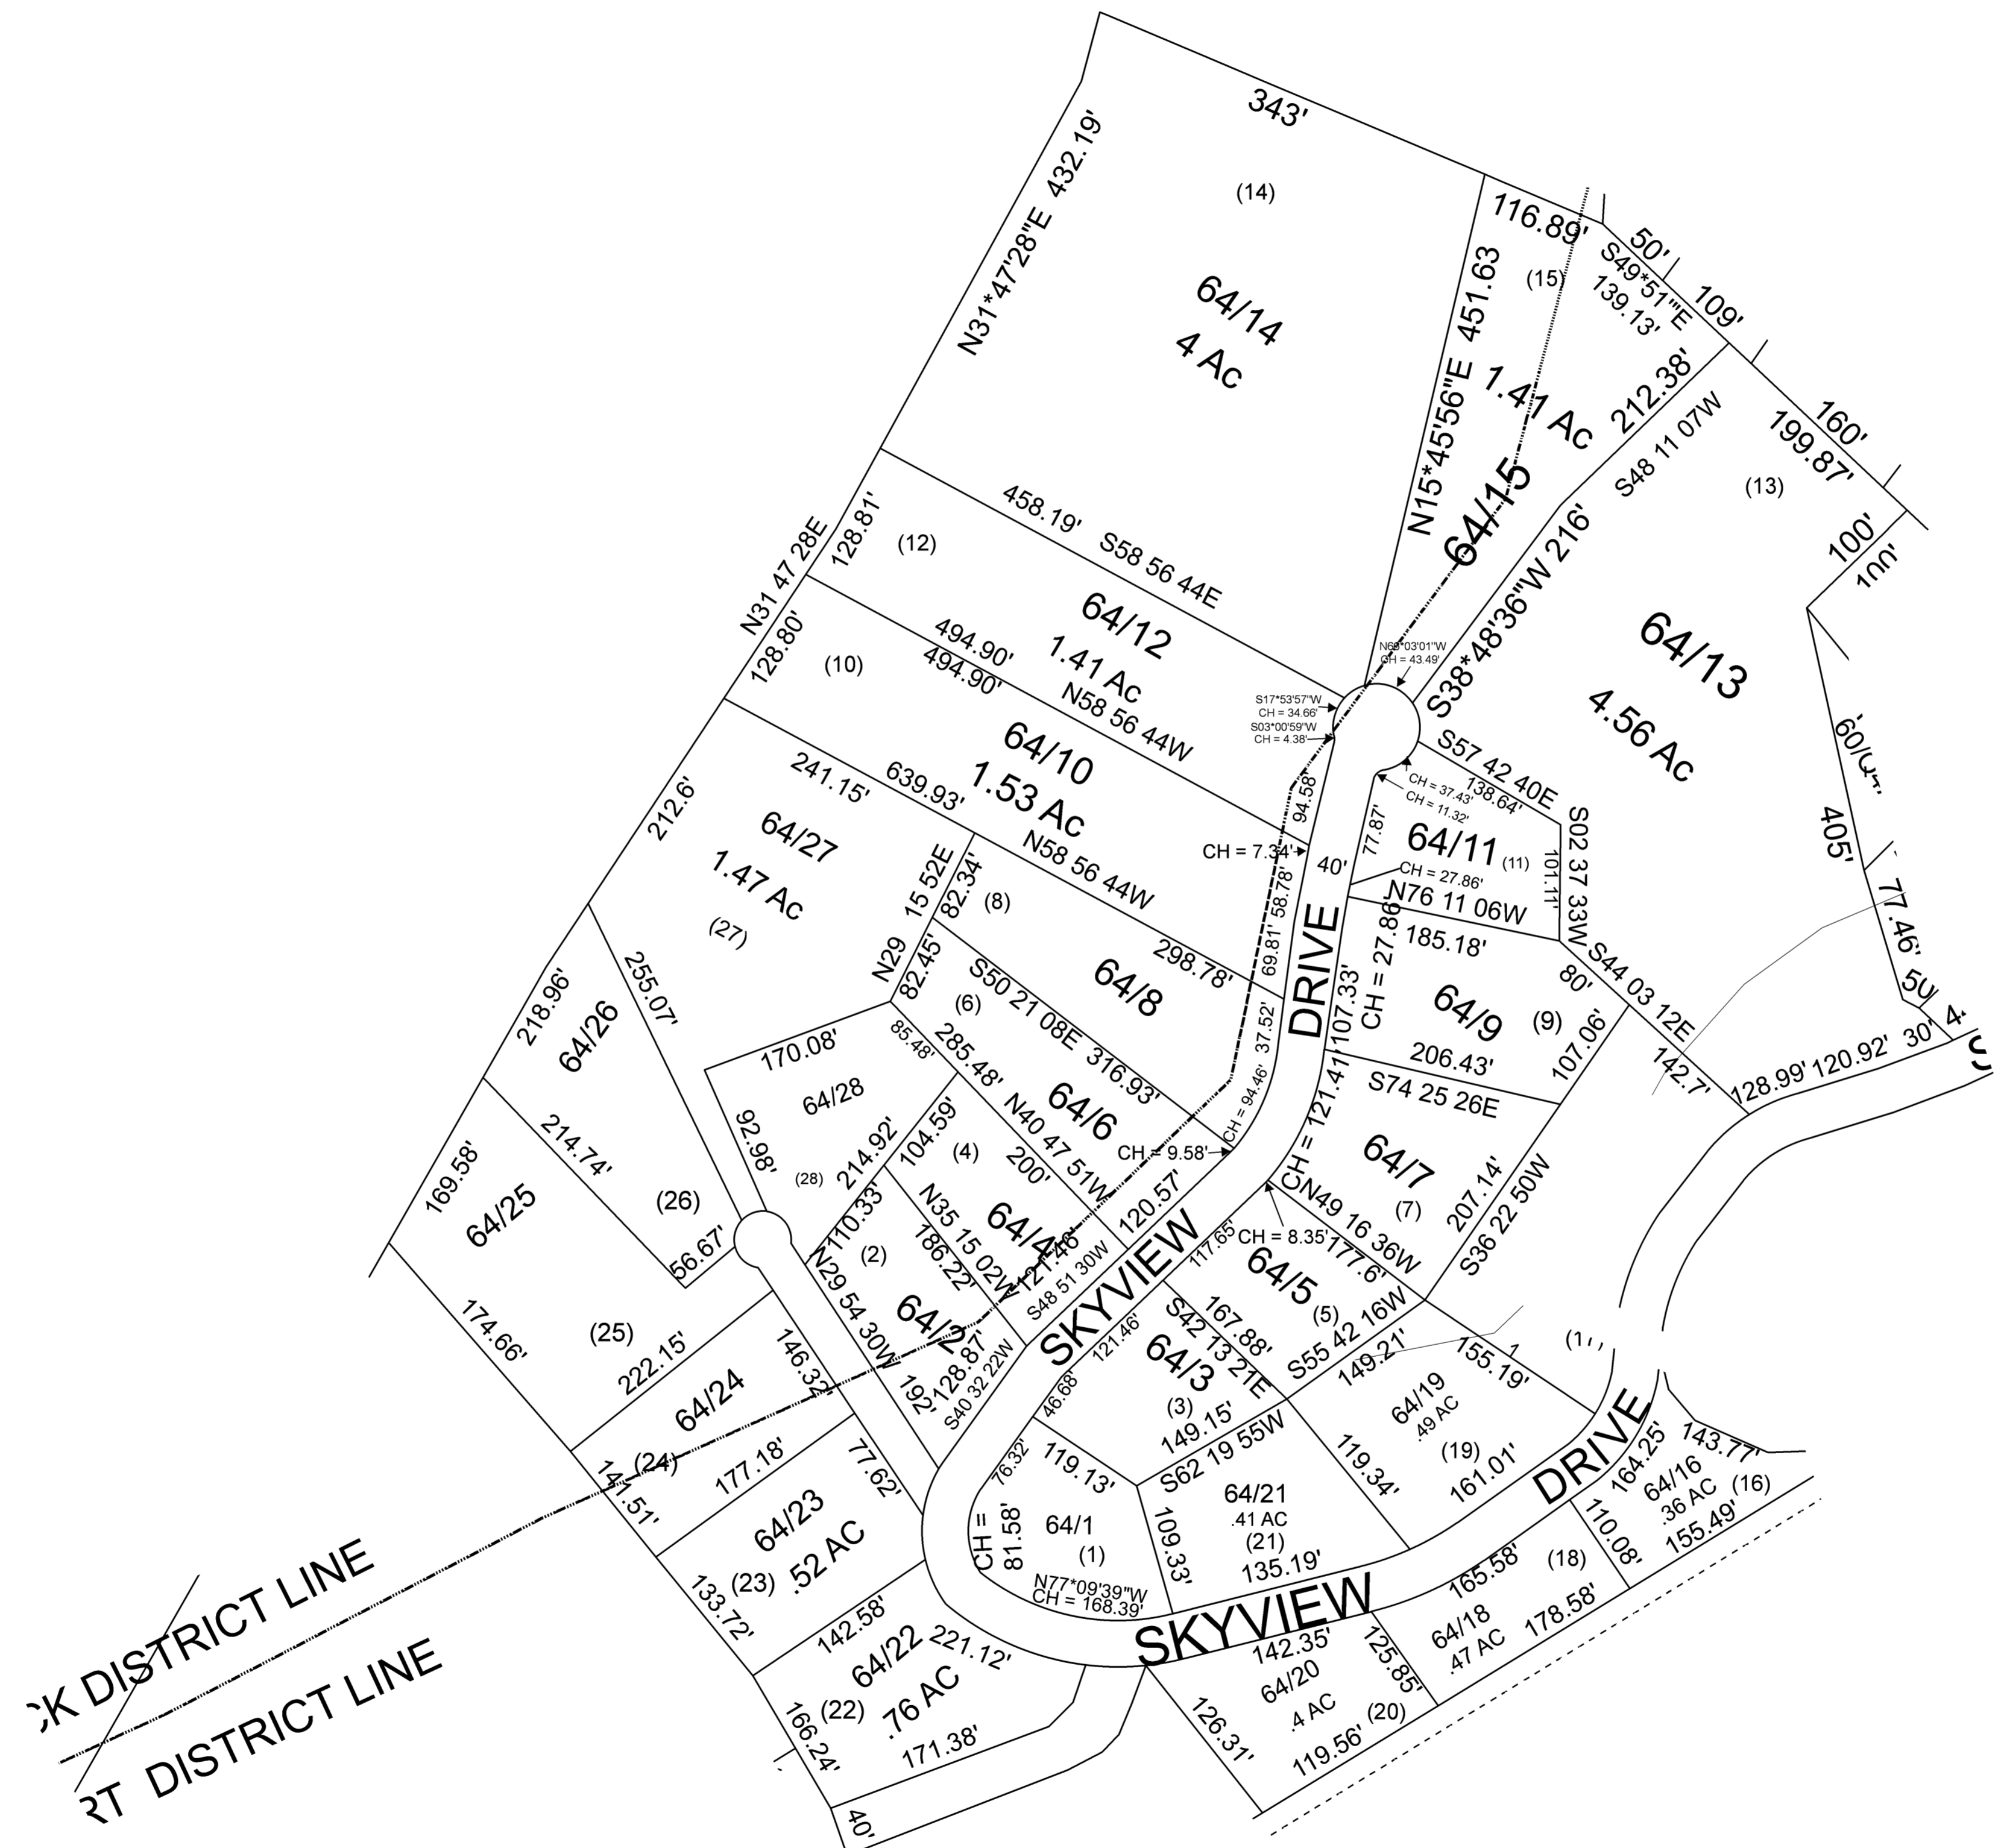 343'
N31*47'28"E 432.19'
(14)
64/14
4 Ac
116.89'
(15)
N15*45'56"E 451.63
1.41 Ac
64/15
50'
S49*51'"E
139.13'
109'
212.38'
S48 11 07W
160'
199.87'
(13)
100'
100'
S38*48'36"W 216'
64/13
4.56 Ac
405'
77.46'
128.81'
(12)
458.19' S58 56 44E
N31 47 28E
64/12
1.41 Ac
494.90'
494.90'
N58 56 44W
128.80'
(10)
64/10
1.53 Ac
N69*03'01"W
CH = 43.49'
S17*53'57"W
CH = 34.66'
S03*00'59"W
CH = 4.38'
S57 42 40E
138.64'
CH = 37.43'
CH = 11.32'
94.58'
77.87'
64/11
(11)
101.11'
S02 37 33W
CH = 7.34'
40'
CH = 27.86'
N76 11 06W
185.18'
241.15'
639.93'
N58 56 44W
298.78'
212.6'
64/27
1.47 Ac
(27)
N29 15 52E
82.34'
82.45'
(8)
64/8
58.78'
69.81'
37.52'
DRIVE
CH = 27.86'
107.33'
64/9
(9)
80'
S44 03 12E
142.7'
107.06'
206.43'
S74 25 26E
128.99'
120.92'
30'
218.96'
64/26
255.07'
(6)
S50 21 08E 316.93'
85.48'
285.48'
N40 47 51W
64/6
CH = 94.46'
CH = 9.58'
CH = 121.41'
170.08'
64/28
92.98'
(28)
214.92'
104.59'
(4)
200'
64/4
120.57'
64/7
(7)
207.14'
S36 22 50W
N49 16 36W
177.6'
CH = 8.35'
214.74'
(26)
56.67'
169.58'
64/25
(25)
174.66'
222.15'
110.33'
(2)
N35 15 02W
186.22'
121.46'
S48 51 30W
SKYVIEW
117.65'
64/5
(5)
S55 42 16W
149.21'
N29 54 30W
64/2
192'
128.87'
S40 32 22W
121.46'
46.68'
S42 13 21E
167.88'
64/3
(3)
149.15'
S62 19 55W
155.19'
64/19
.49 AC
(19)
161.01'
119.34'
146.32'
64/24
(24)
141.51'
177.18'
77.62'
64/23
.52 AC
(23)
133.72'
142.58'
76.32'
119.13'
CH =
81.58'
64/1
(1)
N77*09'39"W
CH = 168.39'
109.33'
64/21
.41 AC
(21)
135.19'
DRIVE
164.25'
143.77'
64/16
.36 AC
(16)
155.49'
110.08'
(18)
165.58'
64/18
.47 AC
178.58'
SKYVIEW
142.35'
125.85'
64/20
.4 AC
(20)
119.56'
126.31'
64/22
.76 AC
(22)
221.12'
171.38'
166.24'
40'
DISTRICT LINE
DISTRICT LINE